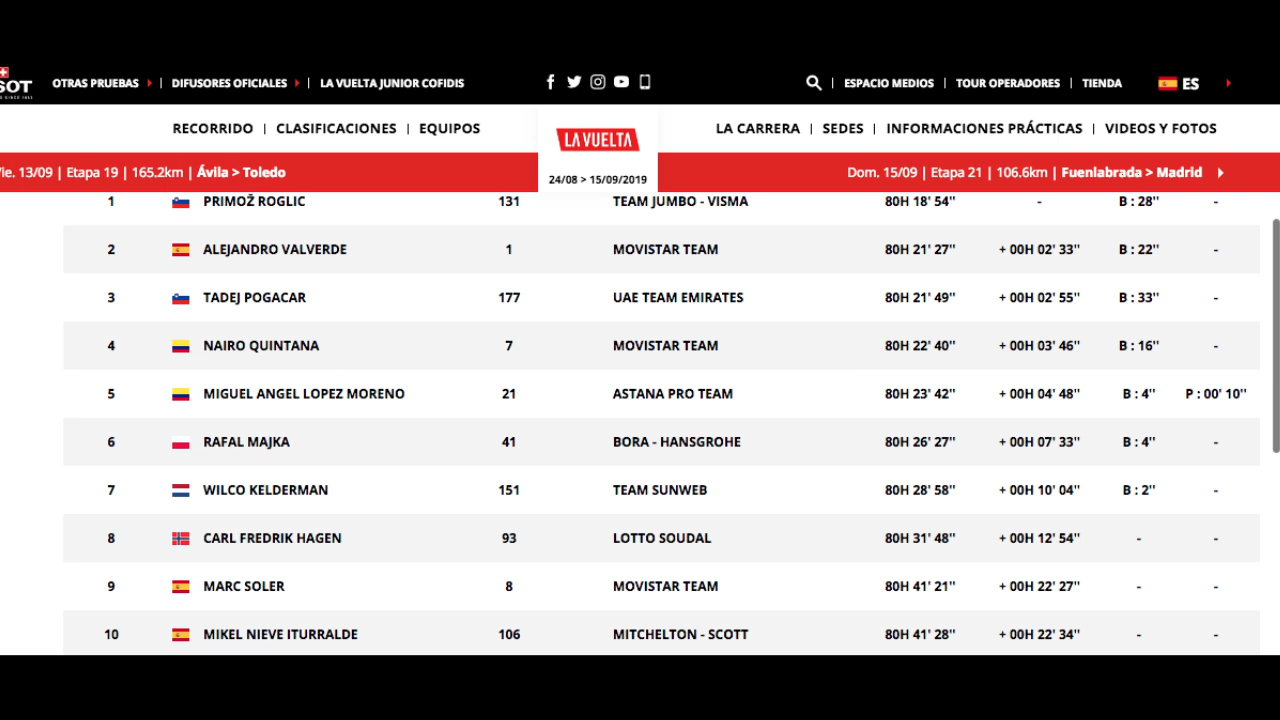 SOT OTRAS PRUEBAS | DIFUSORES OFICIALES | LA VUELTA JUNIOR COFIDIS | ESPACIO MEDIOS | TOUR OPERADORES | TIENDA ES
RECORRIDO | CLASIFICACIONES | EQUIPOS LA VUELTA LA CARRERA | SEDES | INFORMACIONES PRÁCTICAS | VIDEOS Y FOTOS
ie. 13/09 | Etapa 19 | 165.2km | Ávila > Toledo 24/08 > 15/09/2019 Dom. 15/09 | Etapa 21 | 106.6km | Fuenlabrada > Madrid
1 PRIMOŽ ROGLIC 131 TEAM JUMBO - VISMA 80H 18' 54'' - B : 28'' -
2 ALEJANDRO VALVERDE 1 MOVISTAR TEAM 80H 21' 27'' + 00H 02' 33'' B : 22'' -
3 TADEJ POGACAR 177 UAE TEAM EMIRATES 80H 21' 49'' + 00H 02' 55'' B : 33'' -
4 NAIRO QUINTANA 7 MOVISTAR TEAM 80H 22' 40'' + 00H 03' 46'' B : 16'' -
5 MIGUEL ANGEL LOPEZ MORENO 21 ASTANA PRO TEAM 80H 23' 42'' + 00H 04' 48'' B : 4'' P : 00' 10''
6 RAFAL MAJKA 41 BORA - HANSGROHE 80H 26' 27'' + 00H 07' 33'' B : 4'' -
7 WILCO KELDERMAN 151 TEAM SUNWEB 80H 28' 58'' + 00H 10' 04'' B : 2'' -
8 CARL FREDRIK HAGEN 93 LOTTO SOUDAL 80H 31' 48'' + 00H 12' 54'' - -
9 MARC SOLER 8 MOVISTAR TEAM 80H 41' 21'' + 00H 22' 27'' - -
10 MIKEL NIEVE ITURRALDE 106 MITCHELTON - SCOTT 80H 41' 28'' + 00H 22' 34'' - -